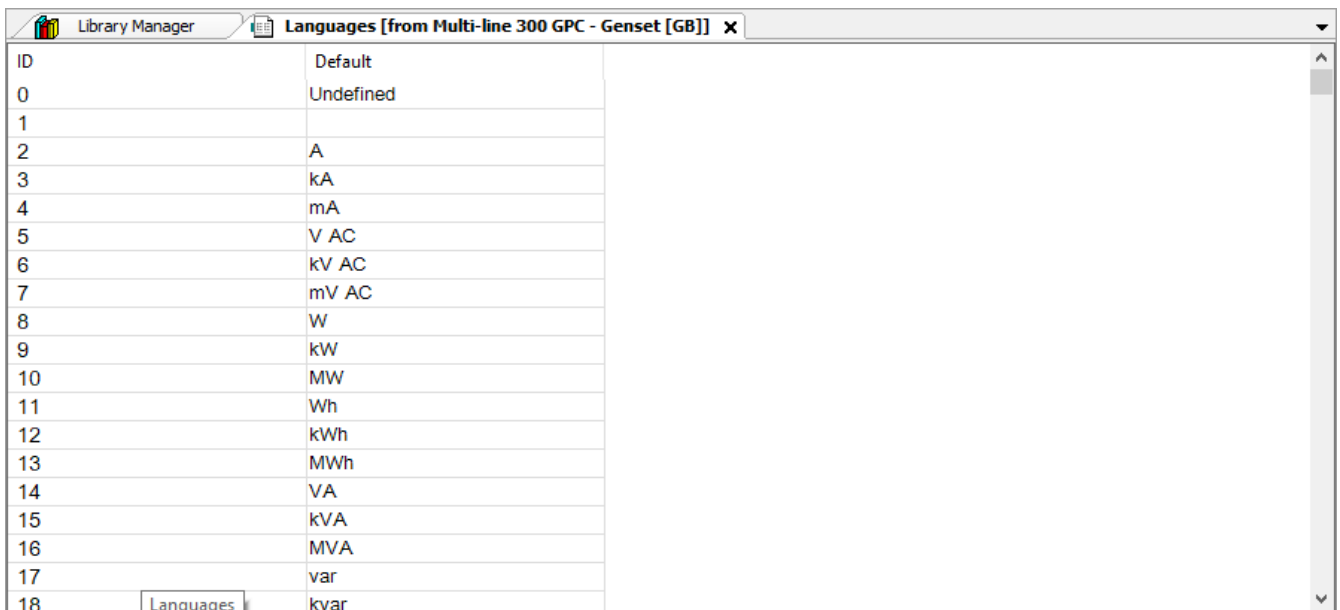 Library Manager Languages [from Multi-line 300 GPC - Genset [GB]] x
ID Default
0 Undefined
1
2 A
3 kA
4 mA
5 V AC
6 kV AC
7 mV AC
8 W
9 kW
10 MW
11 Wh
12 kWh
13 MWh
14 VA
15 kVA
16 MVA
17 var
18 kvar
Languages